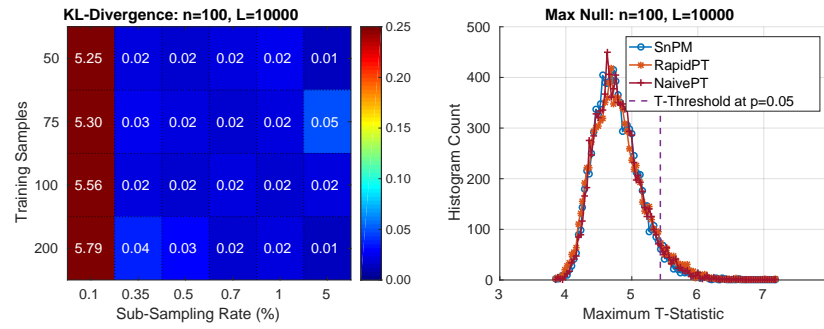 KL-Divergence: n=100, L=10000
50 5.25 0.02 0.02 0.02 0.02 0.01
75 5.30 0.03 0.02 0.02 0.02 0.05
100 5.56 0.02 0.02 0.02 0.02 0.02
200 5.79 0.04 0.03 0.02 0.02 0.01
0.1 0.35 0.5 0.7 1 5
Sub-Sampling Rate (%)
Training Samples
0.25
0.20
0.15
0.10
0.05
0.00
Max Null: n=100, L=10000
SnPM
RapidPT
NaivePT
T-Threshold at p=0.05
500
400
300
200
100
0
3 4 5 6 7
Maximum T-Statistic
Histogram Count